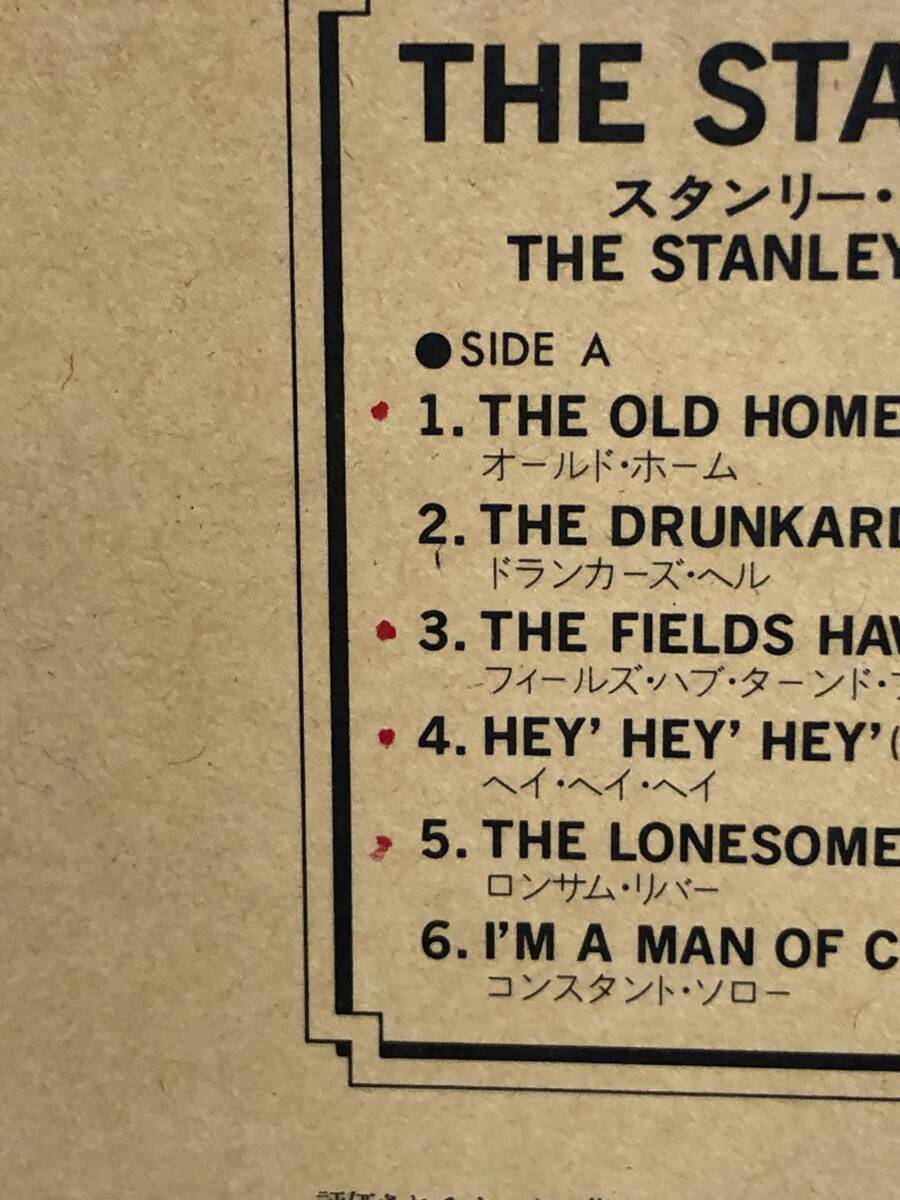 THE STA
スタンリー・
THE STANLEY
●SIDE A
1. THE OLD HOME
オールド・ホーム
2. THE DRUNKARD
ドランカーズ・ヘル
3. THE FIELDS HAV
フィールズ・ハブ・ターンド・
4. HEY' HEY' HEY' (
ヘイ・ヘイ・ヘイ
5. THE LONESOME
ロンサム・リバー
6. I'M A MAN OF C
コンスタント・ソロー